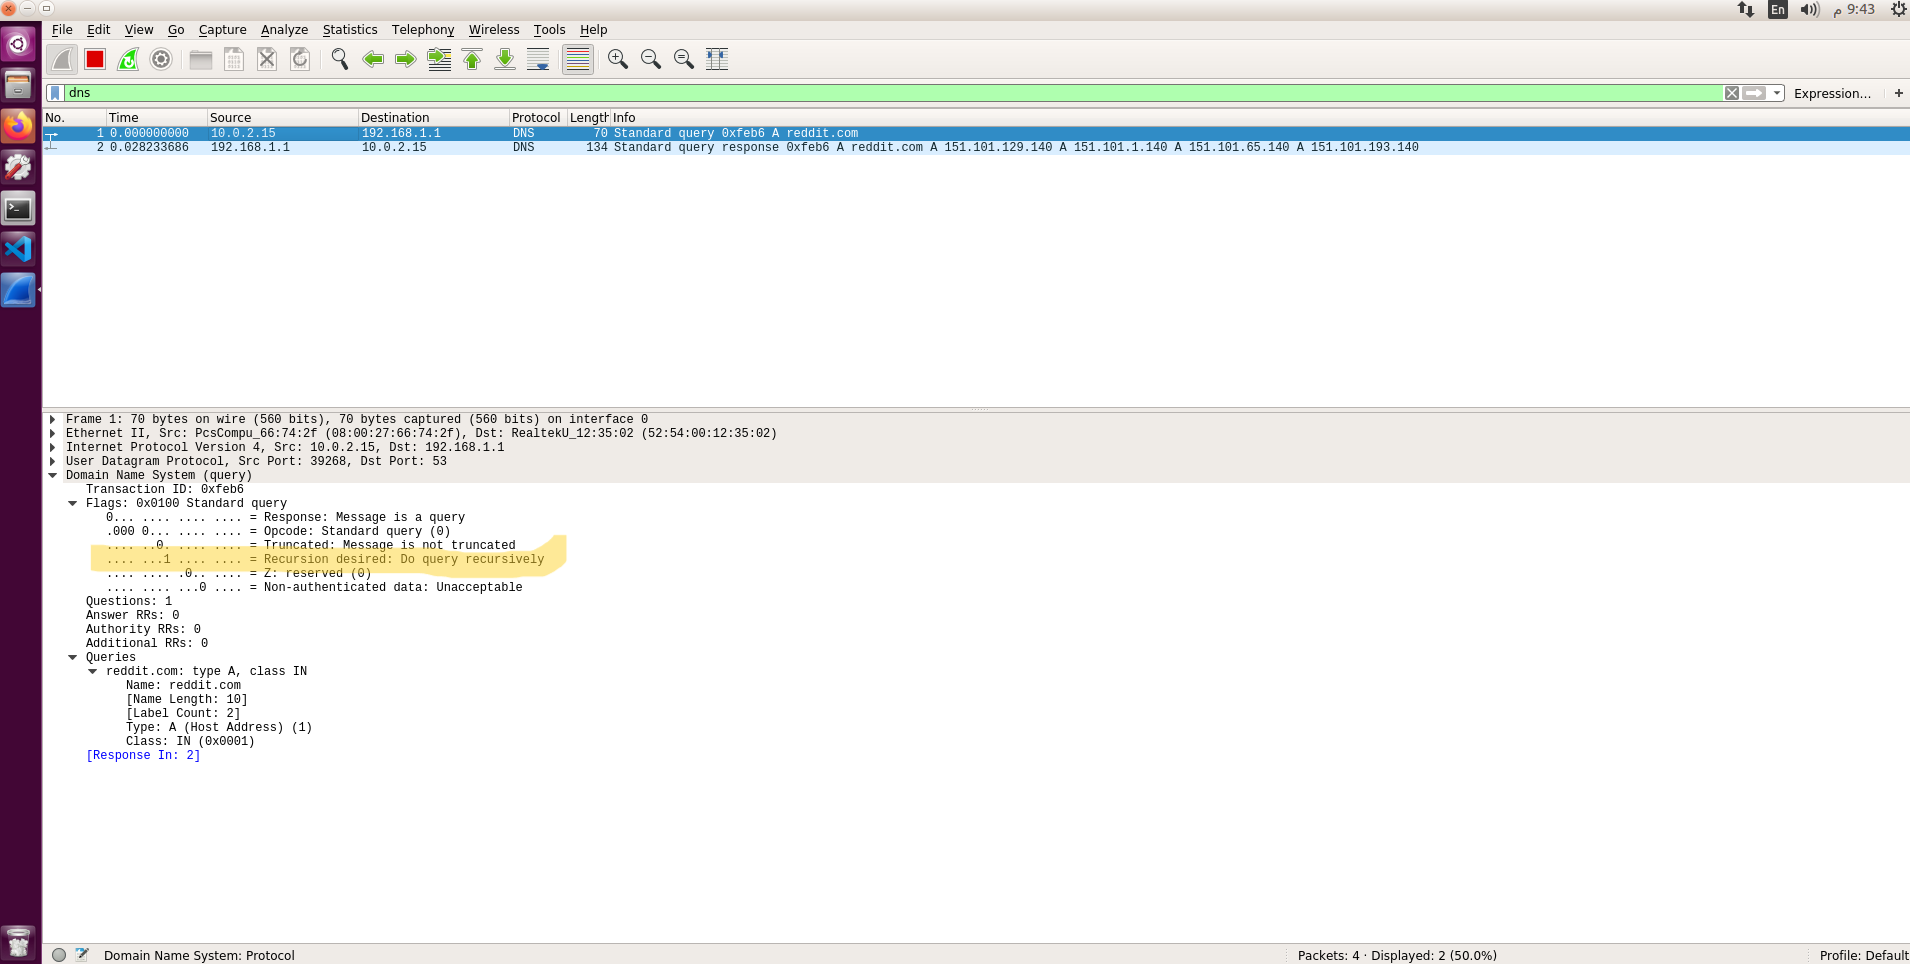 En م 9:43
File Edit View Go Capture Analyze Statistics Telephony Wireless Tools Help
dns Expression... +
No. Time Source Destination Protocol Length Info
1 0.000000000 10.0.2.15 192.168.1.1 DNS 70 Standard query 0xfeb6 A reddit.com
2 0.028233686 192.168.1.1 10.0.2.15 DNS 134 Standard query response 0xfeb6 A reddit.com A 151.101.129.140 A 151.101.1.140 A 151.101.65.140 A 151.101.193.140
Frame 1: 70 bytes on wire (560 bits), 70 bytes captured (560 bits) on interface 0
Ethernet II, Src: PcsCompu_66:74:2f (08:00:27:66:74:2f), Dst: RealtekU_12:35:02 (52:54:00:12:35:02)
Internet Protocol Version 4, Src: 10.0.2.15, Dst: 192.168.1.1
User Datagram Protocol, Src Port: 39268, Dst Port: 53
Domain Name System (query)
Transaction ID: 0xfeb6
Flags: 0x0100 Standard query
0... .... .... .... = Response: Message is a query
.000 0... .... .... = Opcode: Standard query (0)
.... ..0. .... .... = Truncated: Message is not truncated
.... ...1 .... .... = Recursion desired: Do query recursively
.... .... .0.. .... = Z: reserved (0)
.... .... ...0 .... = Non-authenticated data: Unacceptable
Questions: 1
Answer RRs: 0
Authority RRs: 0
Additional RRs: 0
Queries
reddit.com: type A, class IN
Name: reddit.com
[Name Length: 10]
[Label Count: 2]
Type: A (Host Address) (1)
Class: IN (0x0001)
[Response In: 2]
Domain Name System: Protocol Packets: 4 · Displayed: 2 (50.0%) Profile: Default